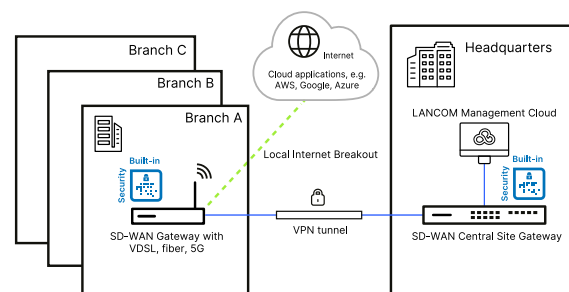 Branch C
Branch B
Branch A
Built-in
Security
SD-WAN Gateway with
VDSL, fiber, 5G
Internet
Cloud applications, e.g.
AWS, Google, Azure
Local Internet Breakout
VPN tunnel
Headquarters
LANCOM Management Cloud
Built-in
Security
SD-WAN Central Site Gateway